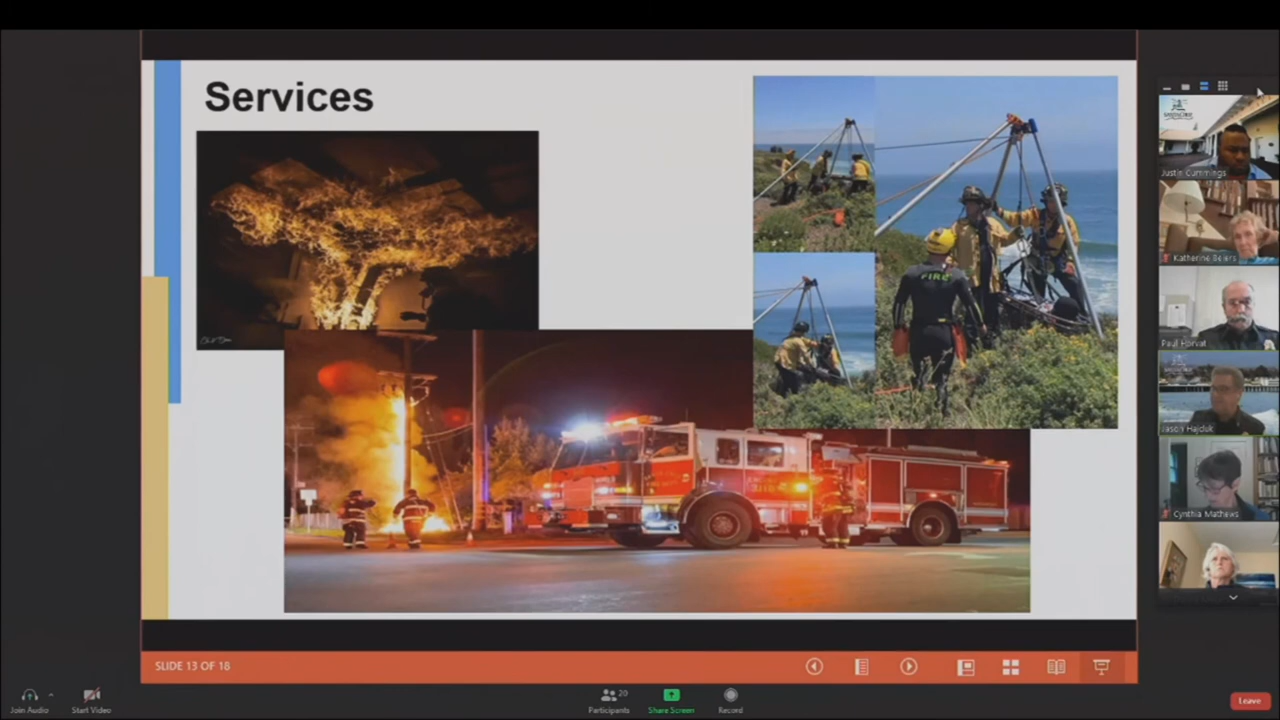 Services
FIRE
Justin Cummings
Katherine Beiers
Paul Horvat
Jason Hajduk
Cynthia Mathews
SLIDE 13 OF 18
Join Audio
Start Video
20
Participants
Share Screen
Record
Leave